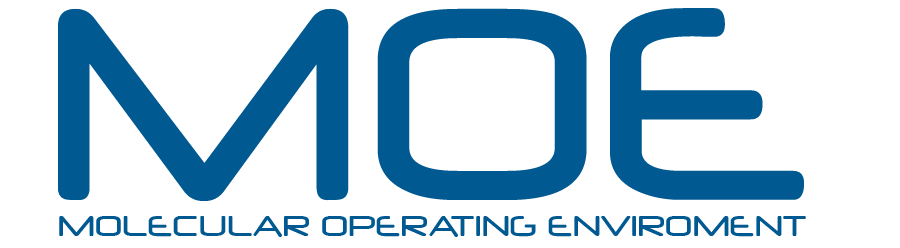 MOE
MOLECULAR OPERATING ENVIROMENT